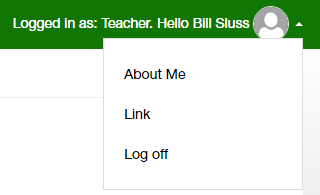 Logged in as: Teacher. Hello Bill Sluss
About Me
Link
Log off